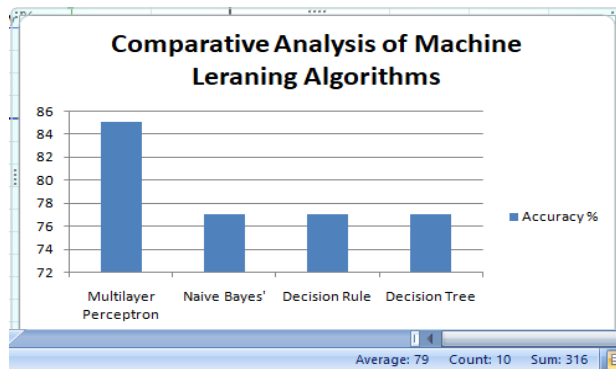 Comparative Analysis of Machine
Leraning Algorithms
86
84
82
80
78
76
74
72
Multilayer
Perceptron
Naive Bayes'
Decision Rule
Decision Tree
Accuracy %
Average: 79 Count: 10 Sum: 316